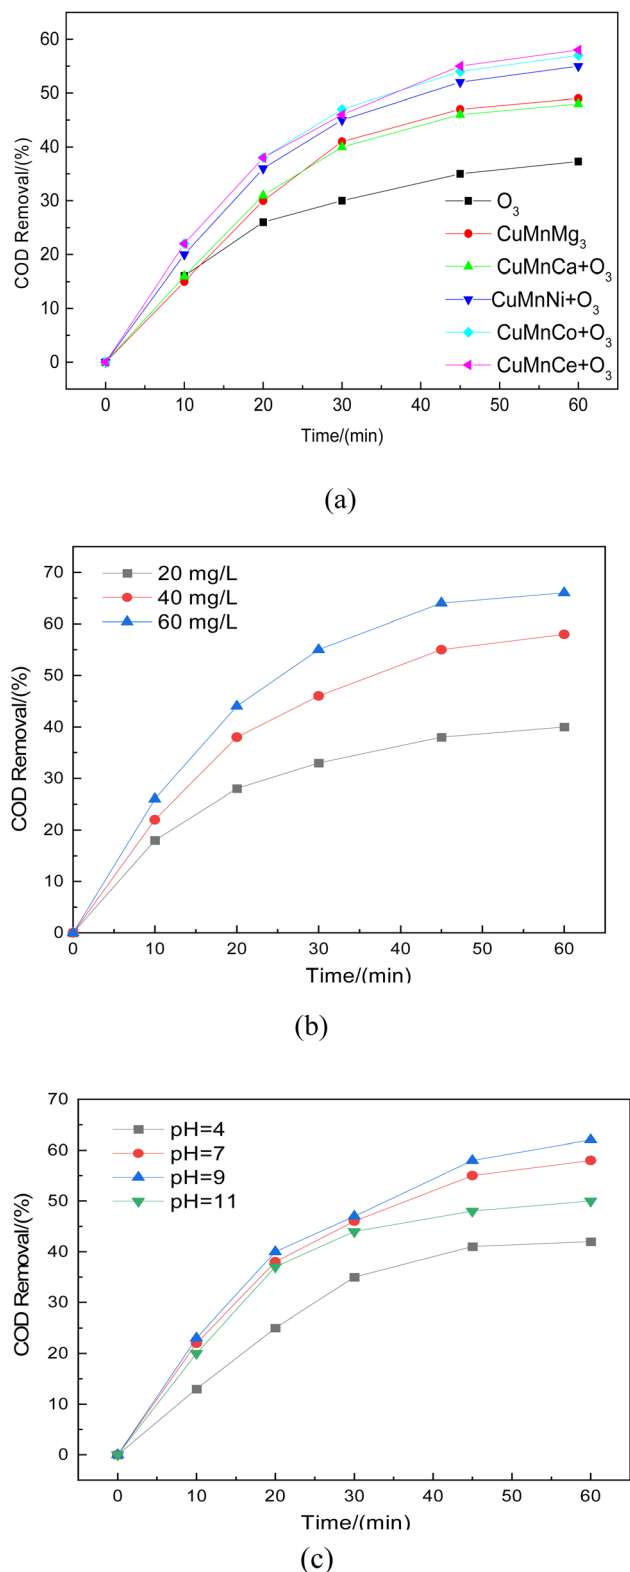 60
50
40
30
20
10
0
COD Removal/(%)
O₃
CuMnMg₃
CuMnCa+O₃
CuMnNi+O₃
CuMnCo+O₃
CuMnCe+O₃
0 10 20 30 40 50 60
Time/(min)
(a)
70
60
50
40
30
20
10
0
COD Removal/(%)
20 mg/L
40 mg/L
60 mg/L
0 10 20 30 40 50 60
Time/(min)
(b)
70
60
50
40
30
20
10
0
COD Removal/(%)
pH=4
pH=7
pH=9
pH=11
0 10 20 30 40 50 60
Time/(min)
(c)